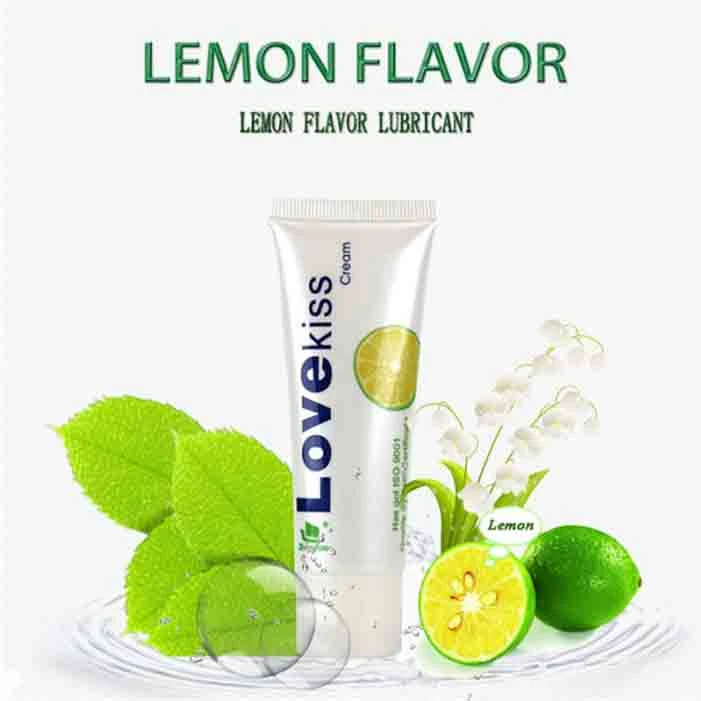 LEMON FLAVOR
LEMON FLAVOR LUBRICANT
Lovekiss
Cream
Has got ISO 9001
Lemon